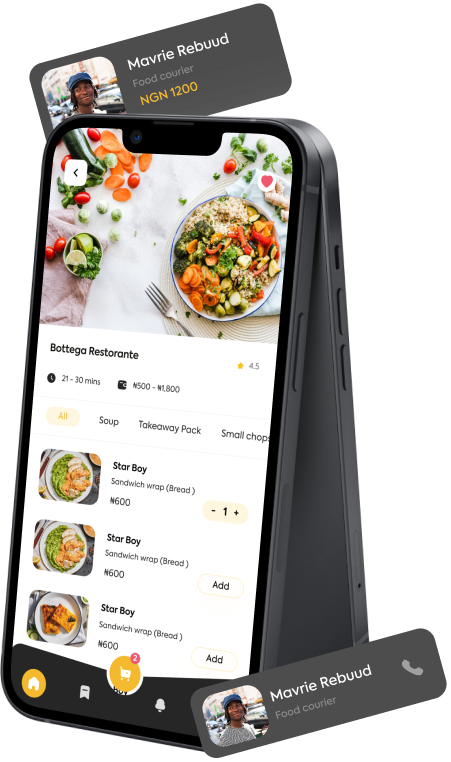 Mavrie Rebuud
Food courier
NGN 1200
Bottega Restorante
4.5
21 - 30 mins
₦500 - ₦1,800
All
Soup
Takeaway Pack
Small chops
Star Boy
Sandwich wrap (Bread )
₦600
- 1 +
Star Boy
Sandwich wrap (Bread )
₦600
Add
Star Boy
Sandwich wrap (Bread )
₦600
Add
2
Mavrie Rebuud
Food courier